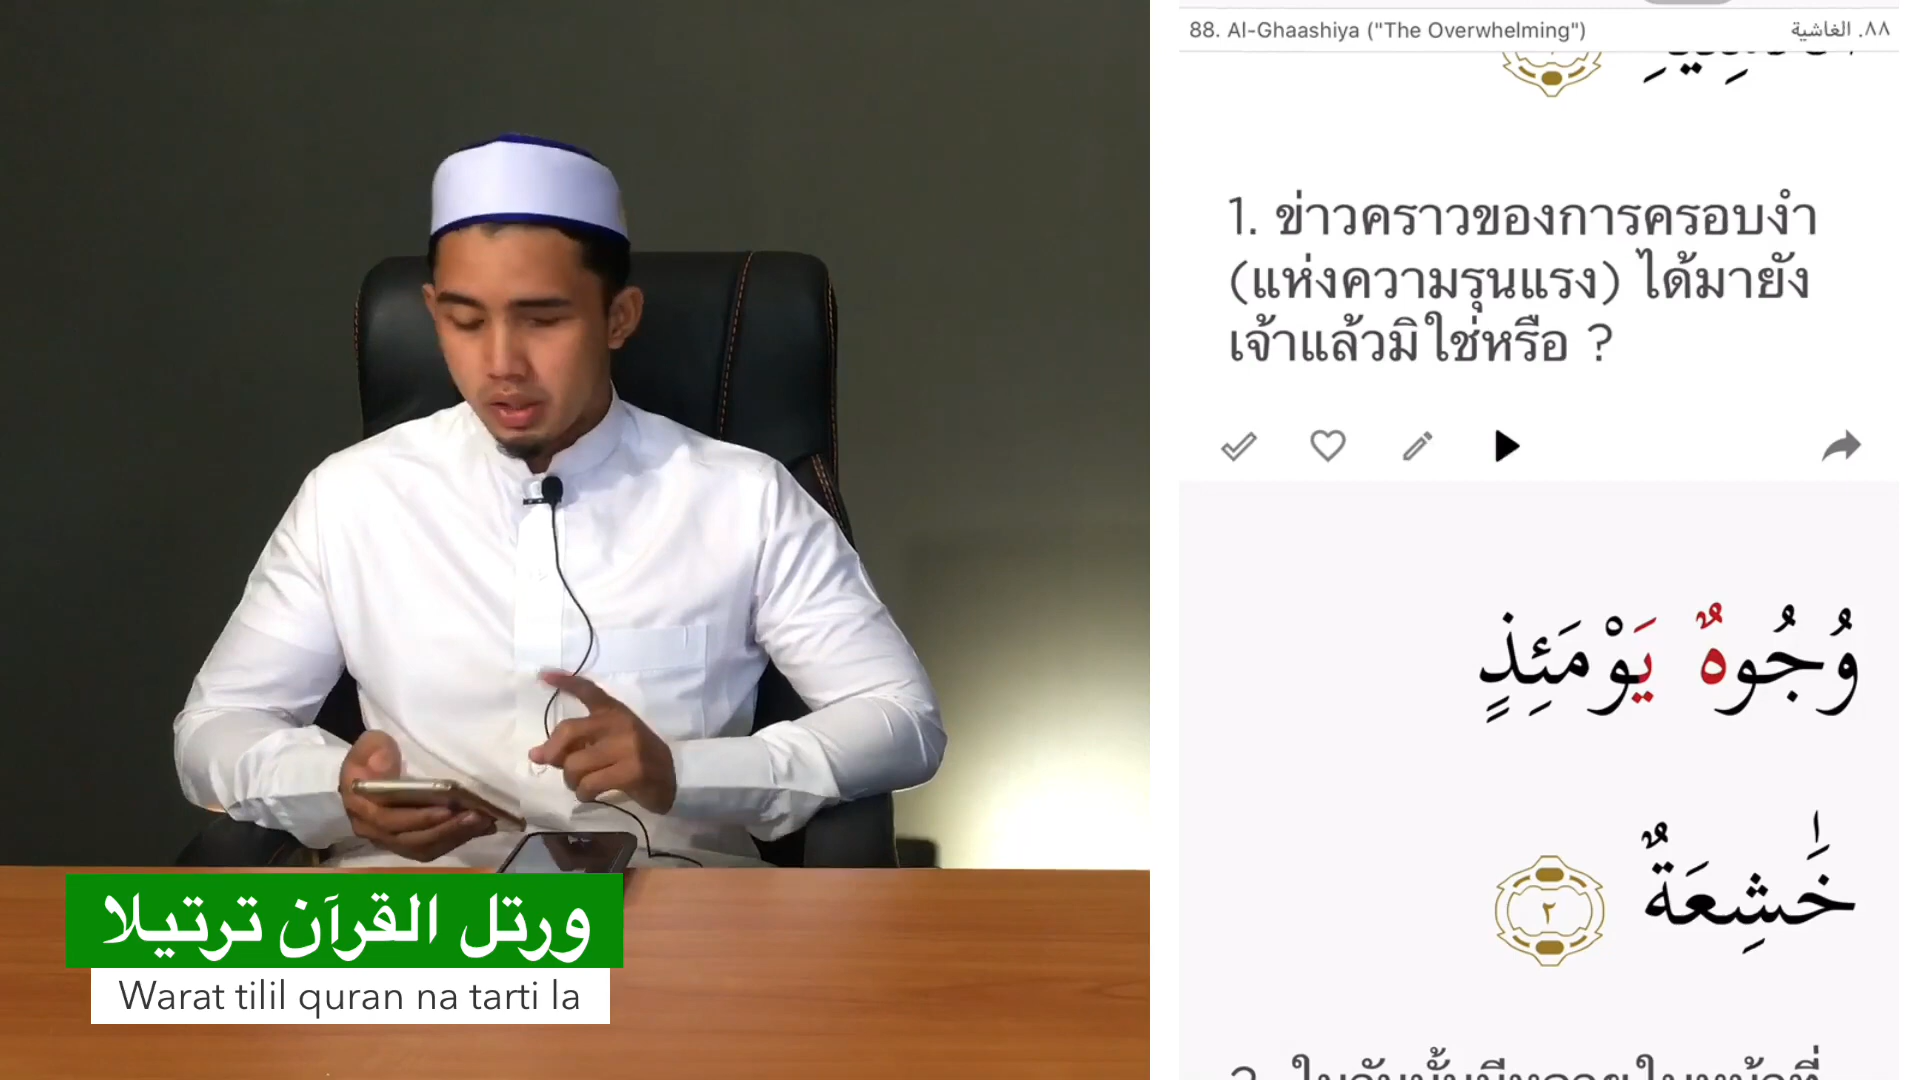 88. Al-Ghaashiya ("The Overwhelming")
٨٨. الغاشية
1. ข่าวคราวของการครอบงำ
(แห่งความรุนแรง) ได้มายัง
เจ้าแล้วมิใช่หรือ ?
وُجُوهٌ يَوْمَئِذٍ
خَٰشِعَةٌ ٢
ورتل القرآن ترتيلا
Warat tilil quran na tarti la